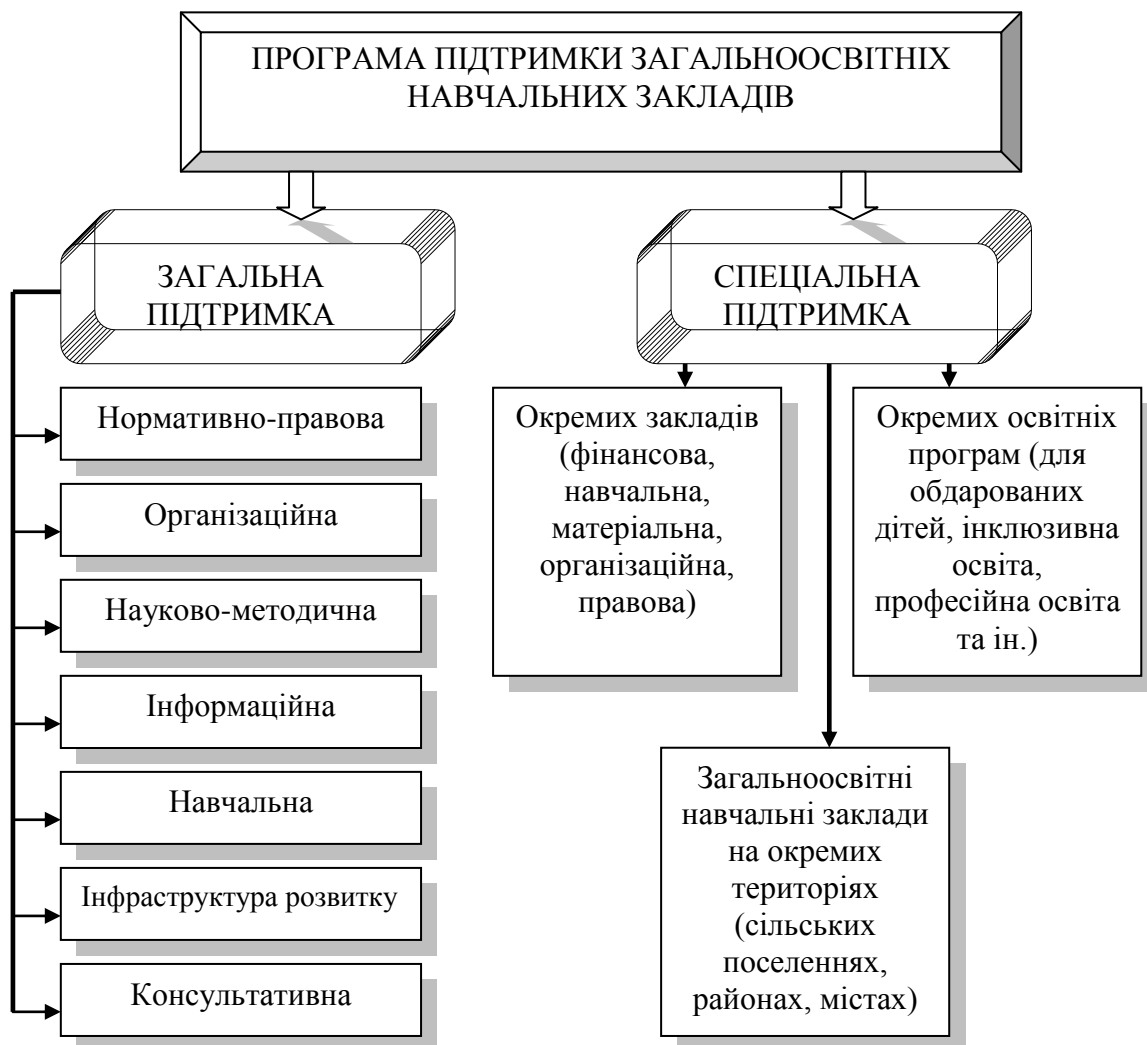 ПРОГРАМА ПІДТРИМКИ ЗАГАЛЬНООСВІТНІХ
НАВЧАЛЬНИХ ЗАКЛАДІВ
ЗАГАЛЬНА
ПІДТРИМКА
Нормативно-правова
Організаційна
Науково-методична
Інформаційна
Навчальна
Інфраструктура розвитку
Консультативна
СПЕЦІАЛЬНА
ПІДТРИМКА
Окремих закладів
(фінансова,
навчальна,
матеріальна,
організаційна,
правова)
Окремих освітніх
програм (для
обдарованих
дітей, інклюзивна
освіта,
професійна освіта
та ін.)
Загальноосвітні
навчальні заклади
на окремих
територіях
(сільських
поселеннях,
районах, містах)